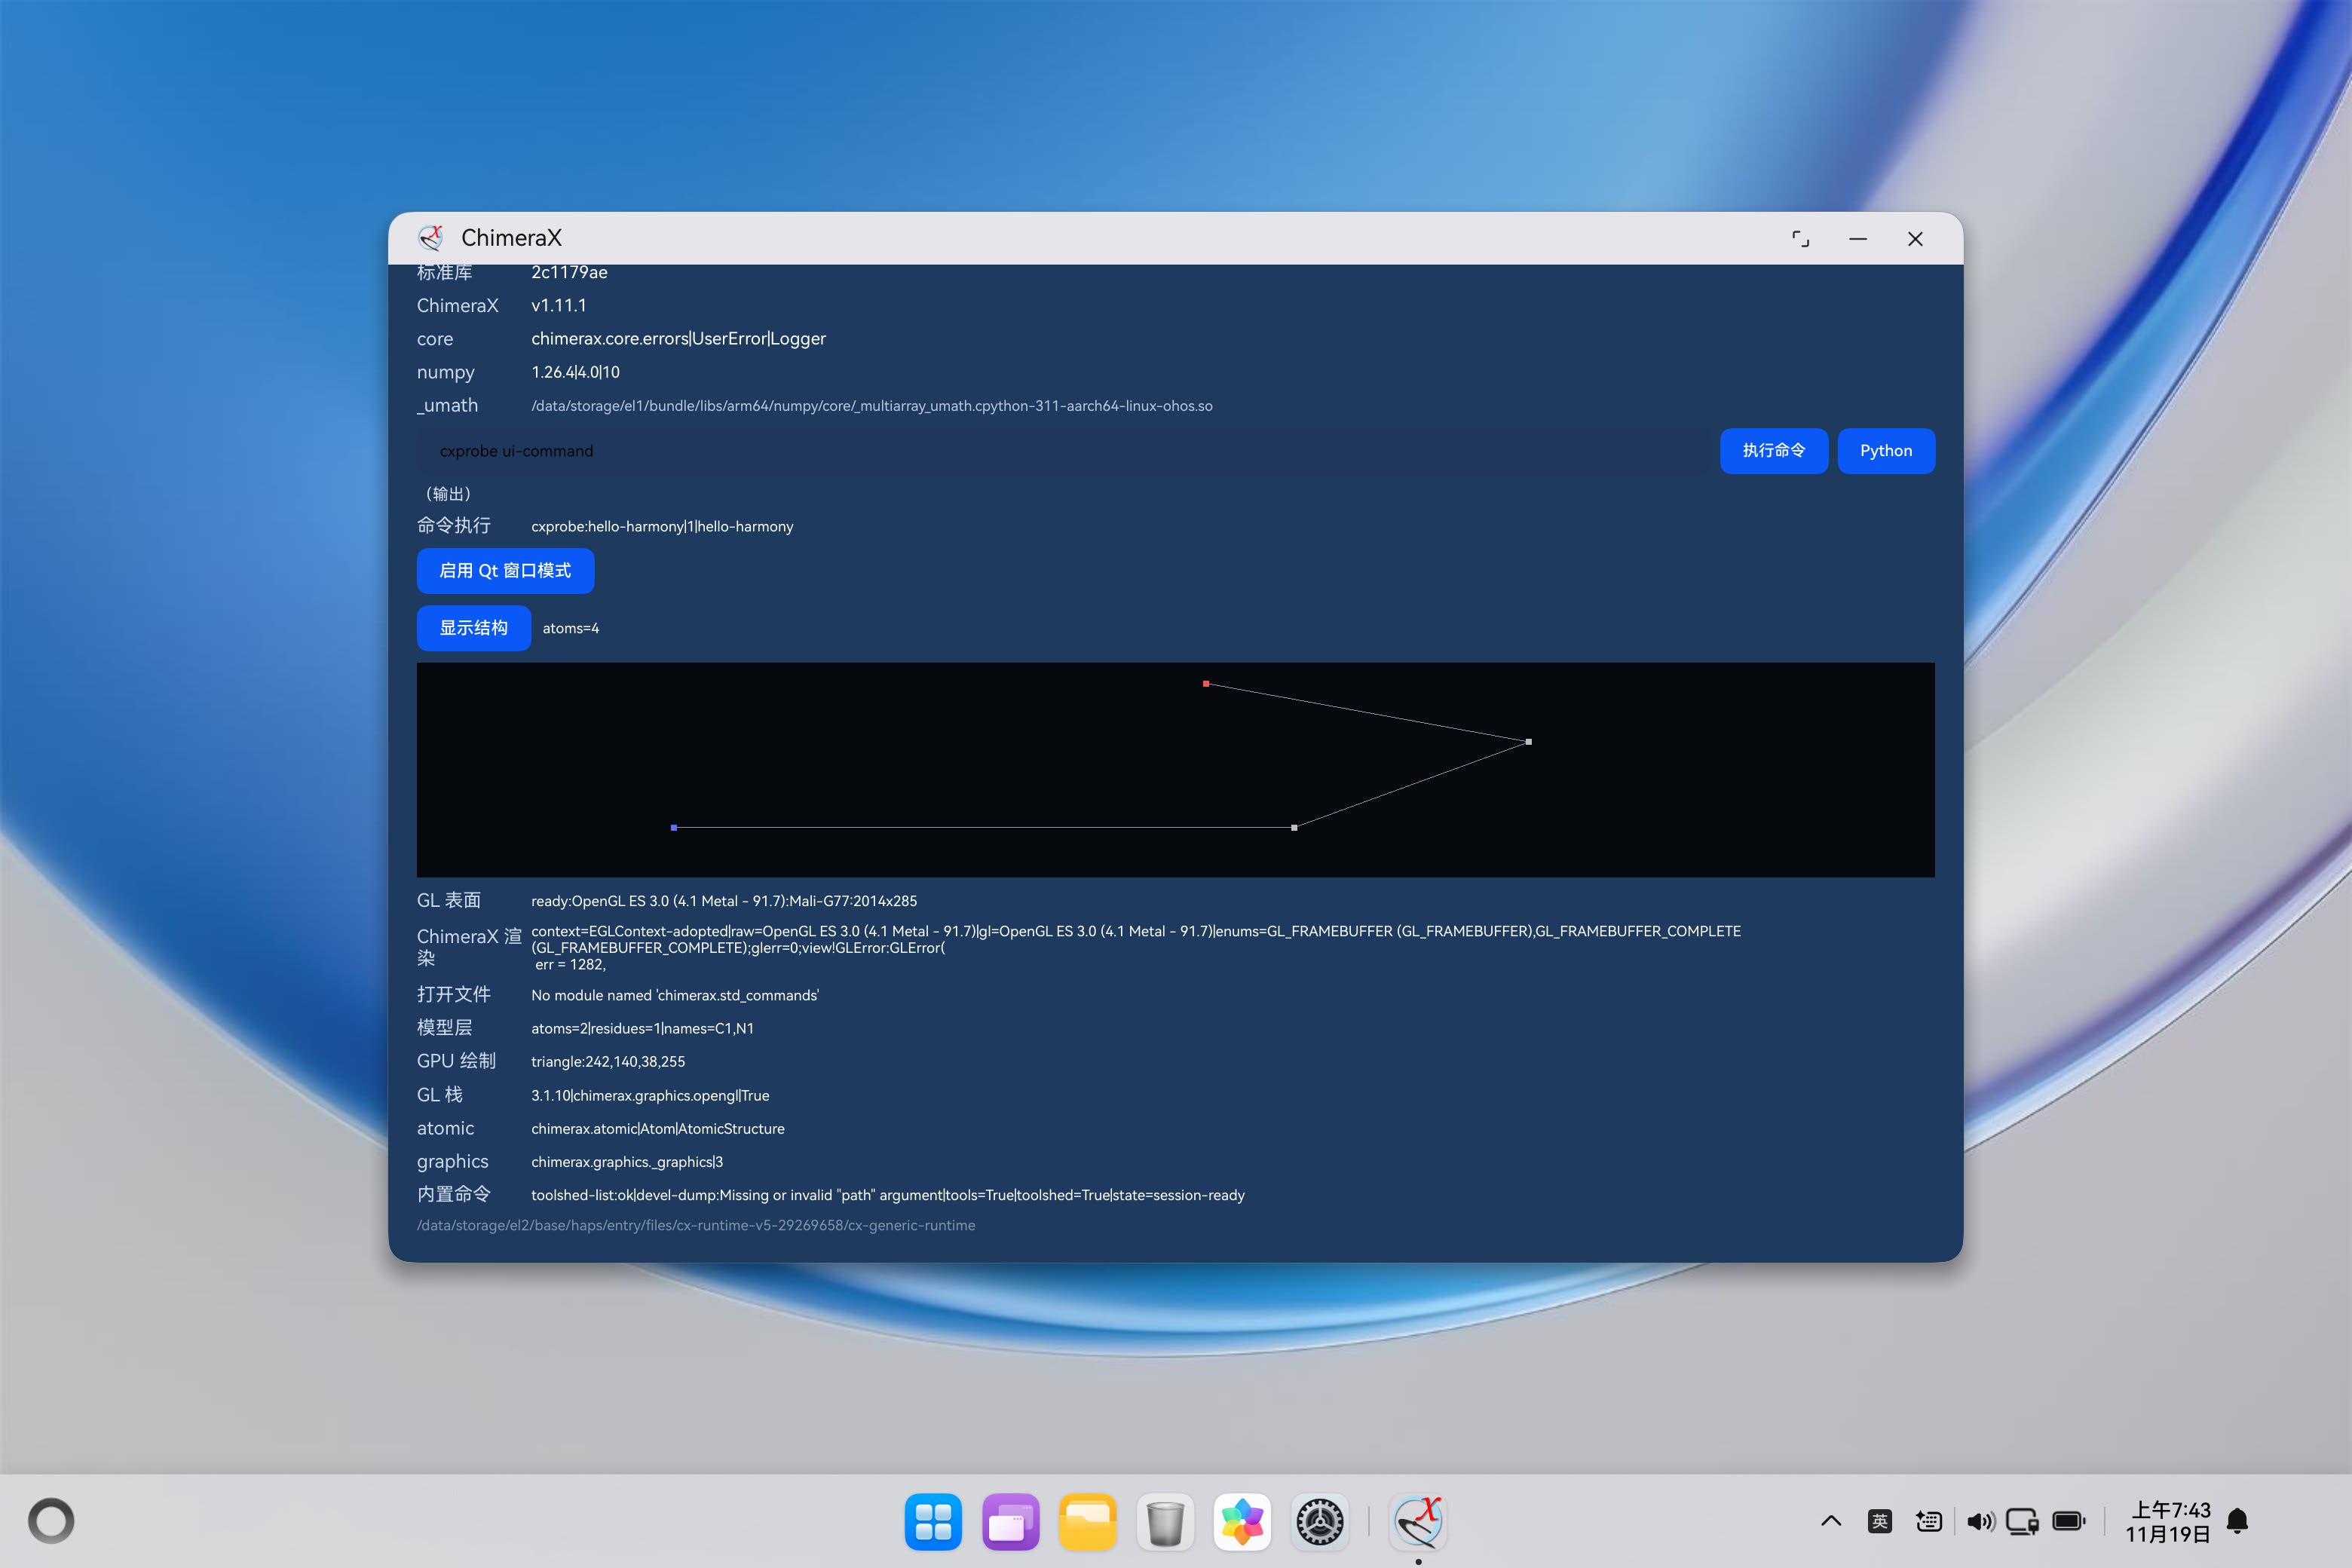 ChimeraX
标准库 2c1179ae
ChimeraX v1.11.1
core chimerax.core.errors|UserError|Logger
numpy 1.26.4|4.0|10
_umath /data/storage/el1/bundle/libs/arm64/numpy/core/_multiarray_umath.cpython-311-aarch64-linux-ohos.so
cxprobe ui-command 执行命令 Python
（输出）
命令执行 cxprobe:hello-harmony|1|hello-harmony
启用 Qt 窗口模式
显示结构 atoms=4
GL 表面 ready:OpenGL ES 3.0 (4.1 Metal - 91.7):Mali-G77:2014x285
ChimeraX 渲染 context=EGLContext-adopted|raw=OpenGL ES 3.0 (4.1 Metal - 91.7)|gl=OpenGL ES 3.0 (4.1 Metal - 91.7)|enums=GL_FRAMEBUFFER (GL_FRAMEBUFFER),GL_FRAMEBUFFER_COMPLETE
(GL_FRAMEBUFFER_COMPLETE);glerr=0;view!GLError:GLError(
err = 1282,
打开文件 No module named 'chimerax.std_commands'
模型层 atoms=2|residues=1|names=C1,N1
GPU 绘制 triangle:242,140,38,255
GL 栈 3.1.10|chimerax.graphics.opengl|True
atomic chimerax.atomic|Atom|AtomicStructure
graphics chimerax.graphics._graphics|3
内置命令 toolshed-list:ok|devel-dump:Missing or invalid "path" argument|tools=True|toolshed=True|state=session-ready
/data/storage/el2/base/haps/entry/files/cx-runtime-v5-29269658/cx-generic-runtime
英
上午7:43
11月19日